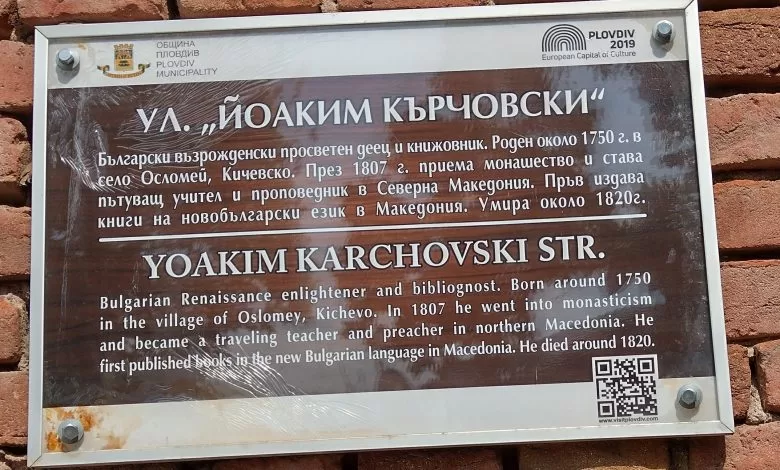 ОБЩИНА
ПЛОВДИВ
PLOVDIV
MUNICIPALITY
PLOVDIV
2019
European Capital of Culture
УЛ. „ЙОАКИМ КЪРЧОВСКИ“
Български възрожденски просветен деец и книжовник. Роден около 1750 г. в
село Осломей, Кичевско. През 1807 г. приема монашество и става
пътуващ учител и проповедник в Северна Македония. Пръв издава
книги на новобългарски език в Македония. Умира около 1820г.
YOAKIM KARCHOVSKI STR.
Bulgarian Renaissance enlightener and bibliognost. Born around 1750
in the village of Oslomey, Kichevo. In 1807 he went into monasticism
and became a traveling teacher and preacher in northern Macedonia. He
first published books in the new Bulgarian language in Macedonia. He died around 1820.
www.visitplovdiv.com